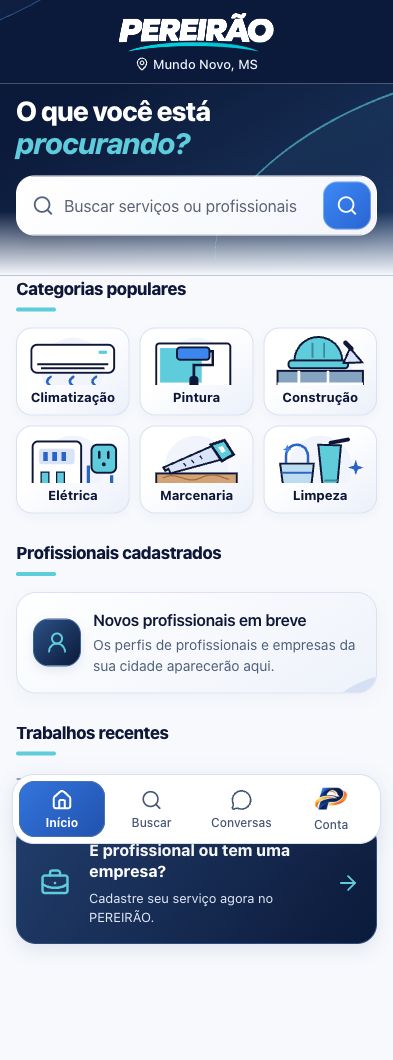 PEREIRÃO
Mundo Novo, MS
O que você está
procurando?
Buscar serviços ou profissionais
Categorias populares
Climatização
Pintura
Construção
Elétrica
Marcenaria
Limpeza
Profissionais cadastrados
Novos profissionais em breve
Os perfis de profissionais e empresas da
sua cidade aparecerão aqui.
Trabalhos recentes
Início
Buscar
Conversas
Conta
É profissional ou tem uma
empresa?
Cadastre seu serviço agora no
PEREIRÃO.